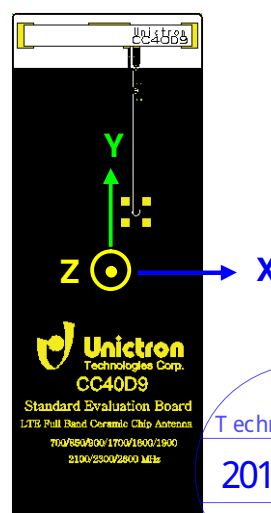 Unictron
CC40D9
Y
Z
X
Unictron
Technologies Corp.
CC40D9
Standard Evaluation Board
LTE Full Band Ceramic Chip Antenna
700/850/900/1700/1800/1900
2100/2300/2600 MHz
Techn
201